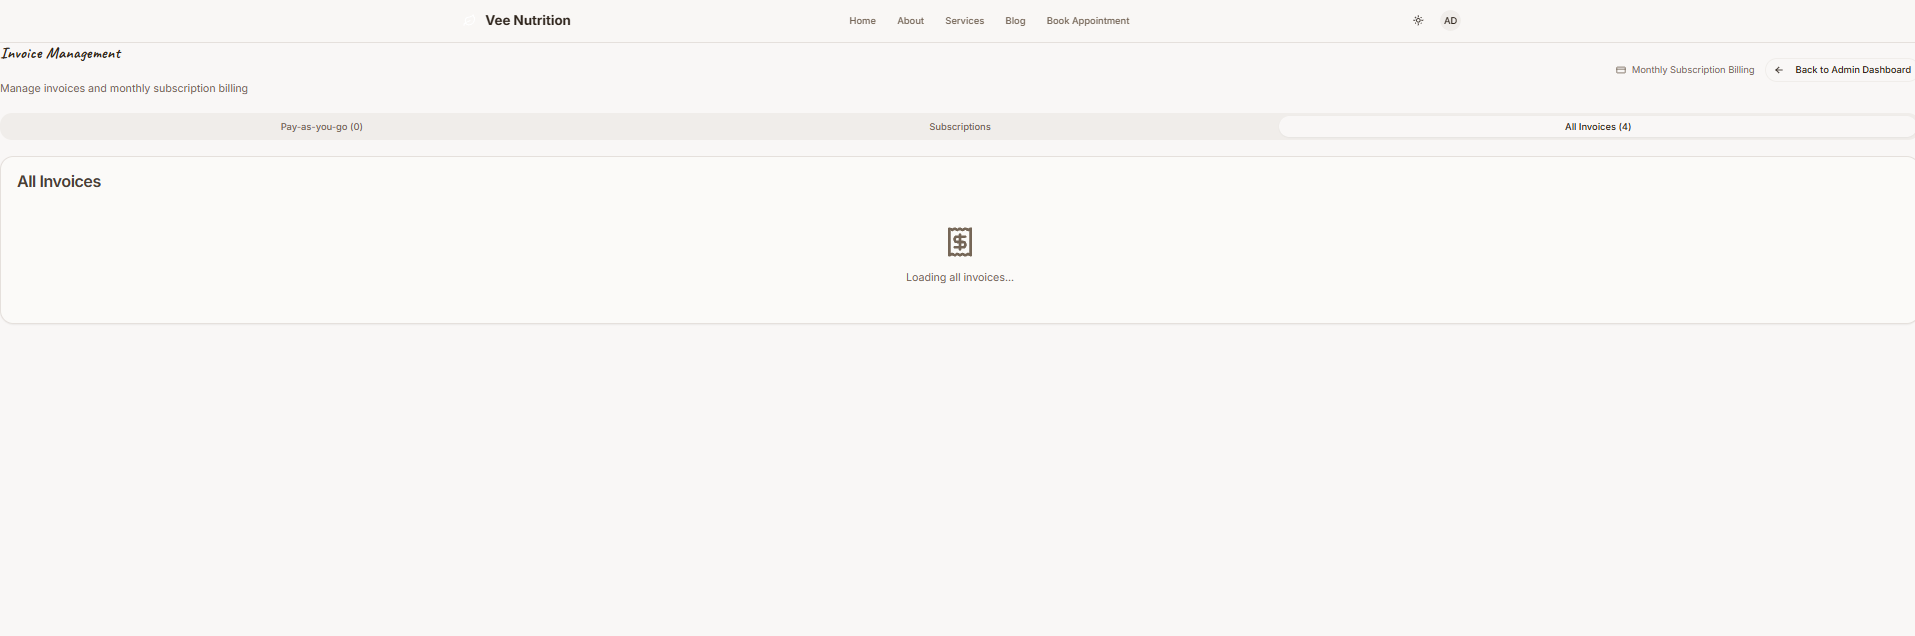 Vee Nutrition
Home About Services Blog Book Appointment
AD
Invoice Management
Monthly Subscription Billing
Back to Admin Dashboard
Manage invoices and monthly subscription billing
Pay-as-you-go (0)
Subscriptions
All Invoices (4)
All Invoices
$
Loading all invoices...